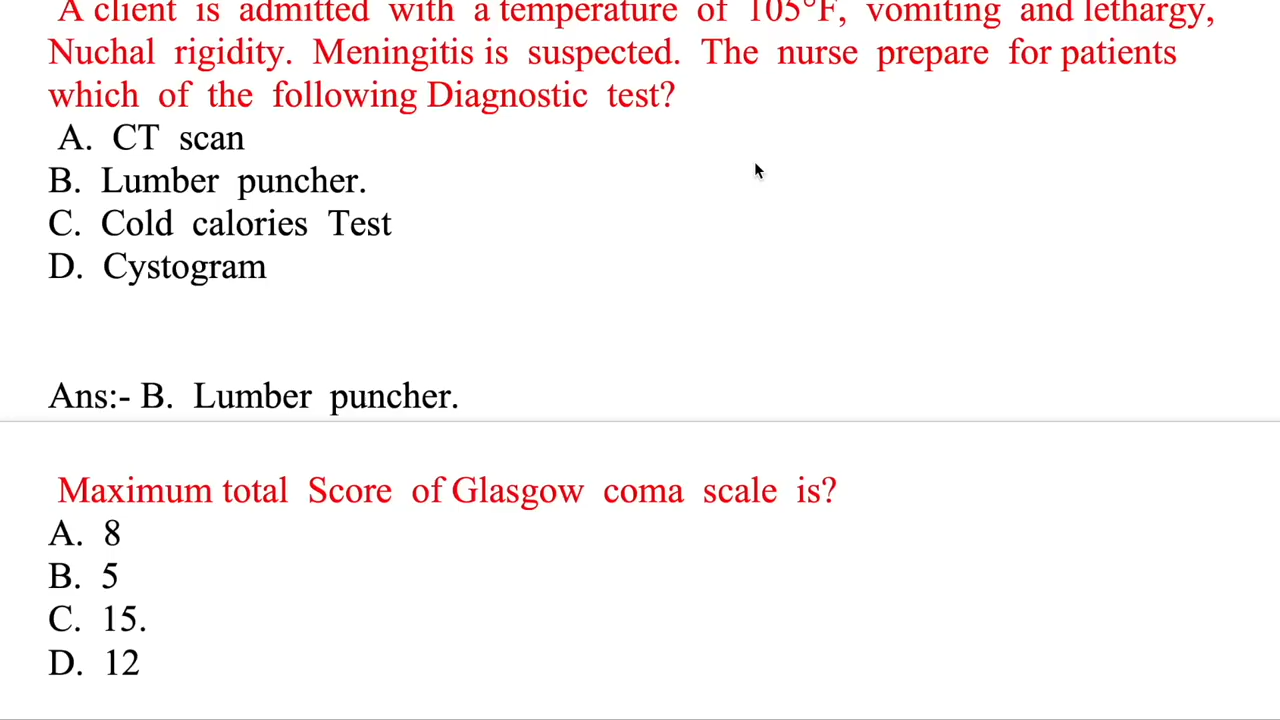 A client is admitted with a temperature of 105°F, vomiting and lethargy,
Nuchal rigidity. Meningitis is suspected. The nurse prepare for patients
which of the following Diagnostic test?
A. CT scan
B. Lumber puncher.
C. Cold calories Test
D. Cystogram
Ans:- B. Lumber puncher.
Maximum total Score of Glasgow coma scale is?
A. 8
B. 5
C. 15.
D. 12